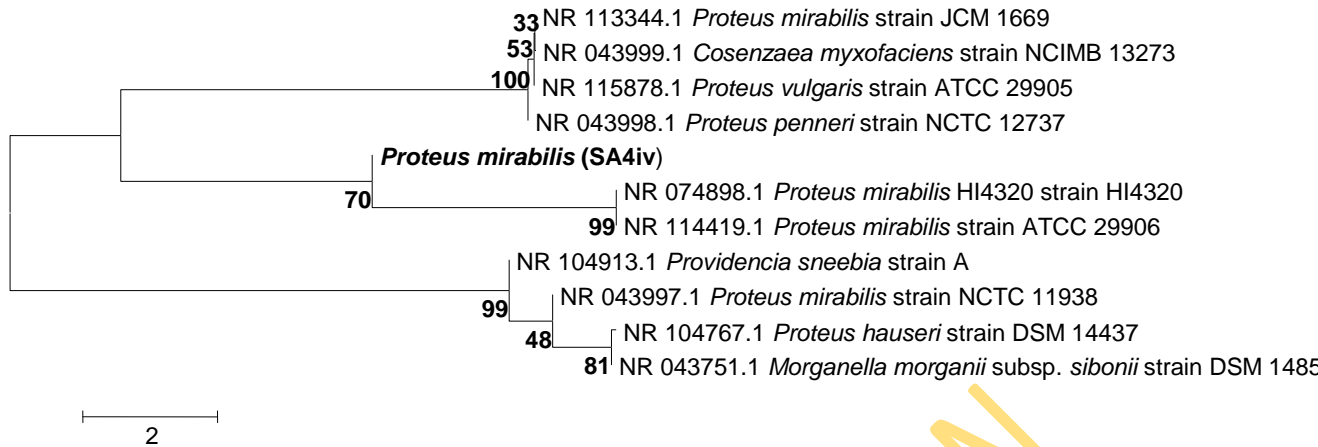 NR 113344.1 Proteus mirabilis strain JCM 1669
33
NR 043999.1 Cosenzaea myxofaciens strain NCIMB 13273
53
NR 115878.1 Proteus vulgaris strain ATCC 29905
100
NR 043998.1 Proteus penneri strain NCTC 12737
Proteus mirabilis (SA4iv)
70
NR 074898.1 Proteus mirabilis HI4320 strain HI4320
NR 114419.1 Proteus mirabilis strain ATCC 29906
99
NR 104913.1 Providencia sneebia strain A
NR 043997.1 Proteus mirabilis strain NCTC 11938
99
NR 104767.1 Proteus hauseri strain DSM 14437
48
NR 043751.1 Morganella morganii subsp. sibonii strain DSM 1485
81
2